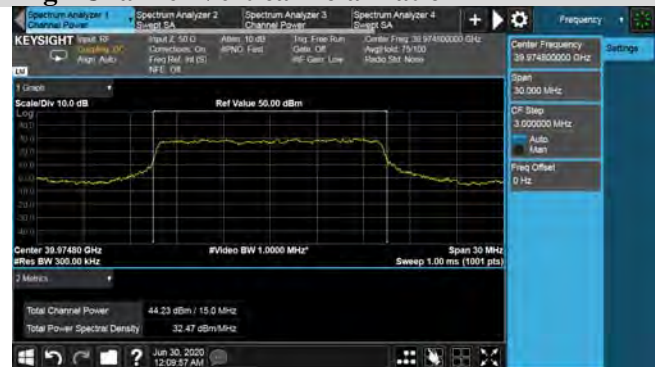 Spectrum Analyzer 1
Channel Power
Spectrum Analyzer 2
Swept SA
Spectrum Analyzer 3
Channel Power
Spectrum Analyzer 4
Swept SA
Frequency
KEYSIGHT
Input: RF
Coupling: DC
Align: Auto
Input Z: 50 Ω
Corrections: On
Freq Ref: Int (S)
NFE: Off
Atten: 10 dB
#PNO: Fast
Trig: Free Run
Gate: Off
#IF Gain: Low
Center Freq: 39.974800000 GHz
Avg|Hold: 79/100
Radio Std: None
LM
Center Frequency
39.974800000 GHz
Settings
Span
30.000 MHz
CF Step
3.000000 MHz
Auto
Man
Freq Offset
0 Hz
1 Graph
Scale/Div 10.0 dB
Ref Value 50.00 dBm
Log
Center 39.97480 GHz
#Res BW 300.00 kHz
#Video BW 1.0000 MHz*
Span 30 MHz
Sweep 1.00 ms (1001 pts)
2 Metrics
Total Channel Power
44.23 dBm / 15.0 MHz
Total Power Spectral Density
32.47 dBm/MHz
Jun 30, 2020
12:09:57 AM